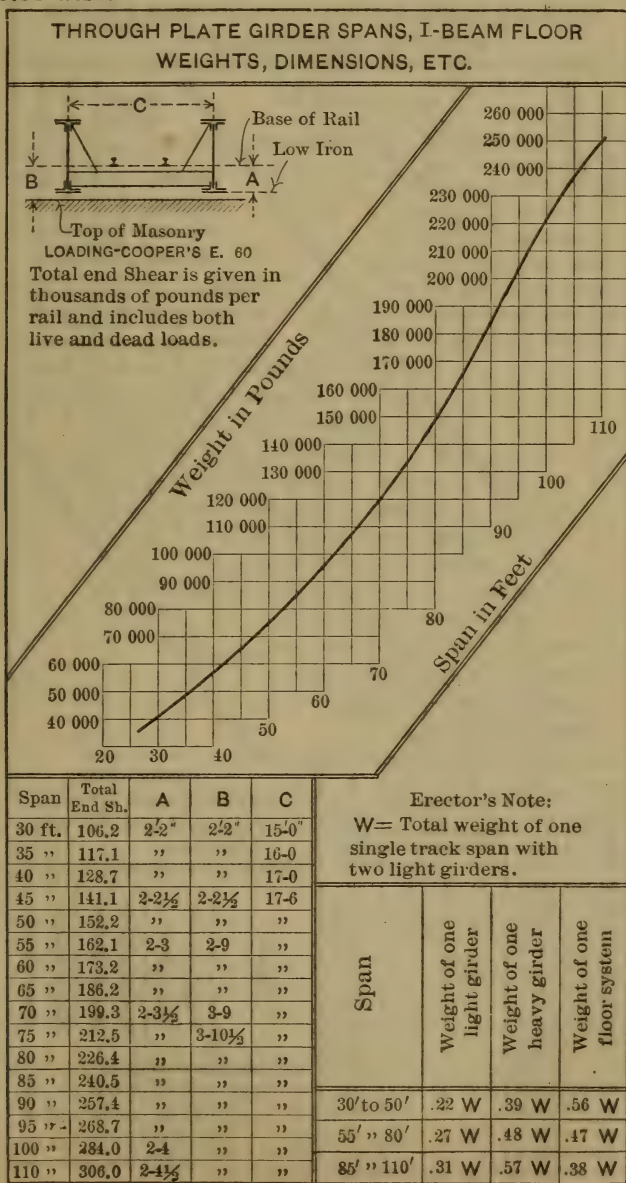 THROUGH PLATE GIRDER SPANS, I-BEAM FLOOR
WEIGHTS, DIMENSIONS, ETC.
C
Base of Rail
Low Iron
B
A
Top of Masonry
LOADING-COOPER'S E. 60
Total end Shear is given in
thousands of pounds per
rail and includes both
live and dead loads.
Weight in Pounds
260 000
250 000
240 000
230 000
220 000
210 000
200 000
190 000
180 000
170 000
160 000
150 000
140 000
130 000
120 000
110 000
100 000
90 000
80 000
70 000
60 000
50 000
40 000
20 30 40 50 60 70 80 90 100 110
Span in Feet
Span Total End Sh. A B C
30 ft. 106.2 2'-2" 2'-2" 15'-0"
35 " 117.1 " " 16-0
40 " 128.7 " " 17-0
45 " 141.1 2-2½ 2-2½ 17-6
50 " 152.2 " " "
55 " 162.1 2-3 2-9 "
60 " 173.2 " " "
65 " 186.2 " " "
70 " 199.3 2-3½ 3-9 "
75 " 212.5 " 3-10½ "
80 " 226.4 " " "
85 " 240.5 " " "
90 " 257.4 " " "
95 " 268.7 " " "
100 " 284.0 2-4 " "
110 " 306.0 2-4½ " "
Erector's Note:
W= Total weight of one
single track span with
two light girders.
Span Weight of one light girder Weight of one heavy girder Weight of one floor system
30' to 50' .22 W .39 W .56 W
55' " 80' .27 W .48 W .47 W
85' " 110' .31 W .57 W .38 W